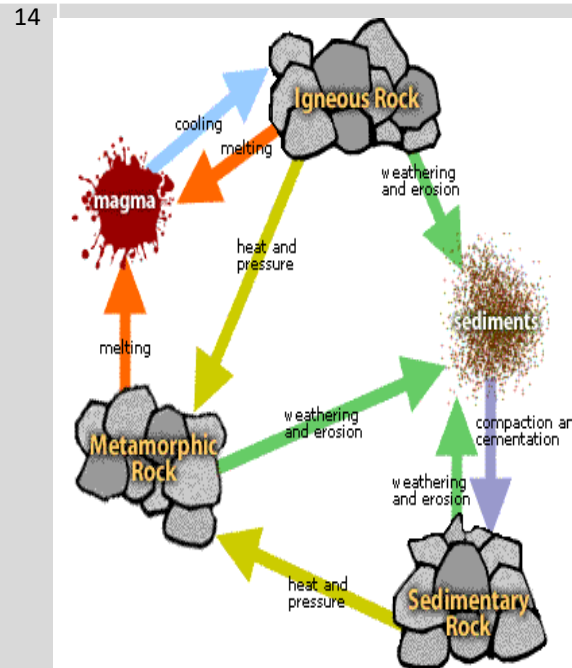 14
Igneous Rock
cooling
melting
weathering
and erosion
magma
heat and
pressure
sediments
melting
weathering
and erosion
compaction an
cementation
Metamorphic
Rock
weathering
and erosion
heat and
pressure
Sedimentary
Rock